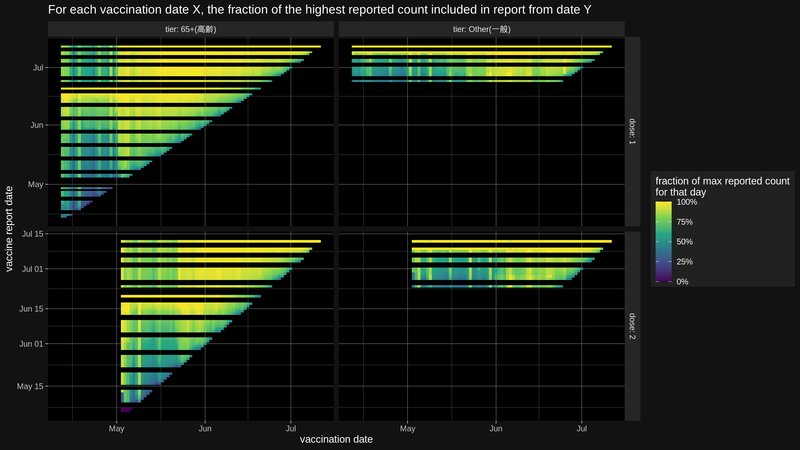 For each vaccination date X, the fraction of the highest reported count included in report from date Y
tier: 65+(高齢)
tier: Other(一般)
Jul
Jun
May
dose: 1
vaccine report date
Jul 15
Jul 01
Jun 15
Jun 01
May 15
dose: 2
May
Jun
Jul
May
Jun
Jul
vaccination date
fraction of max reported count
for that day
100%
75%
50%
25%
0%